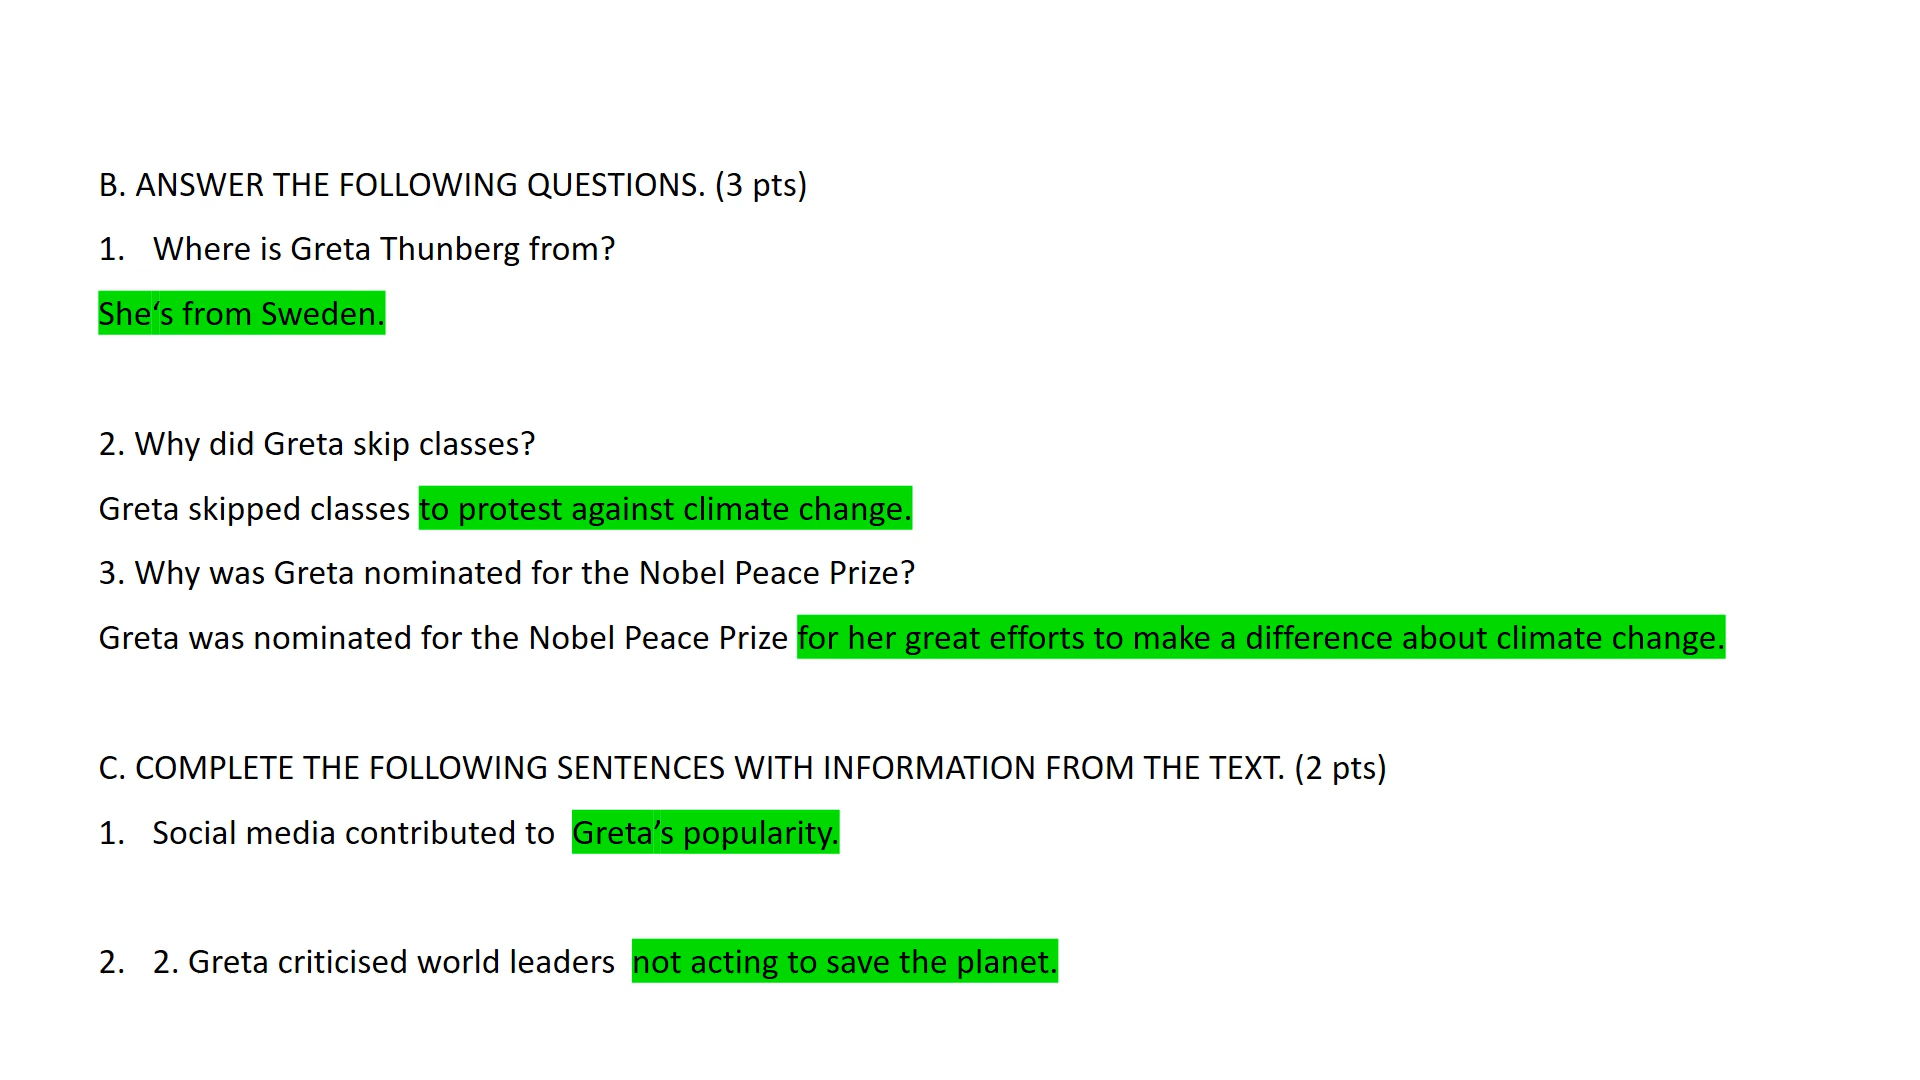 B. ANSWER THE FOLLOWING QUESTIONS. (3 pts)
1. Where is Greta Thunberg from?
She‘s from Sweden.
2. Why did Greta skip classes?
Greta skipped classes to protest against climate change.
3. Why was Greta nominated for the Nobel Peace Prize?
Greta was nominated for the Nobel Peace Prize for her great efforts to make a difference about climate change.
C. COMPLETE THE FOLLOWING SENTENCES WITH INFORMATION FROM THE TEXT. (2 pts)
1. Social media contributed to Greta’s popularity.
2. 2. Greta criticised world leaders not acting to save the planet.